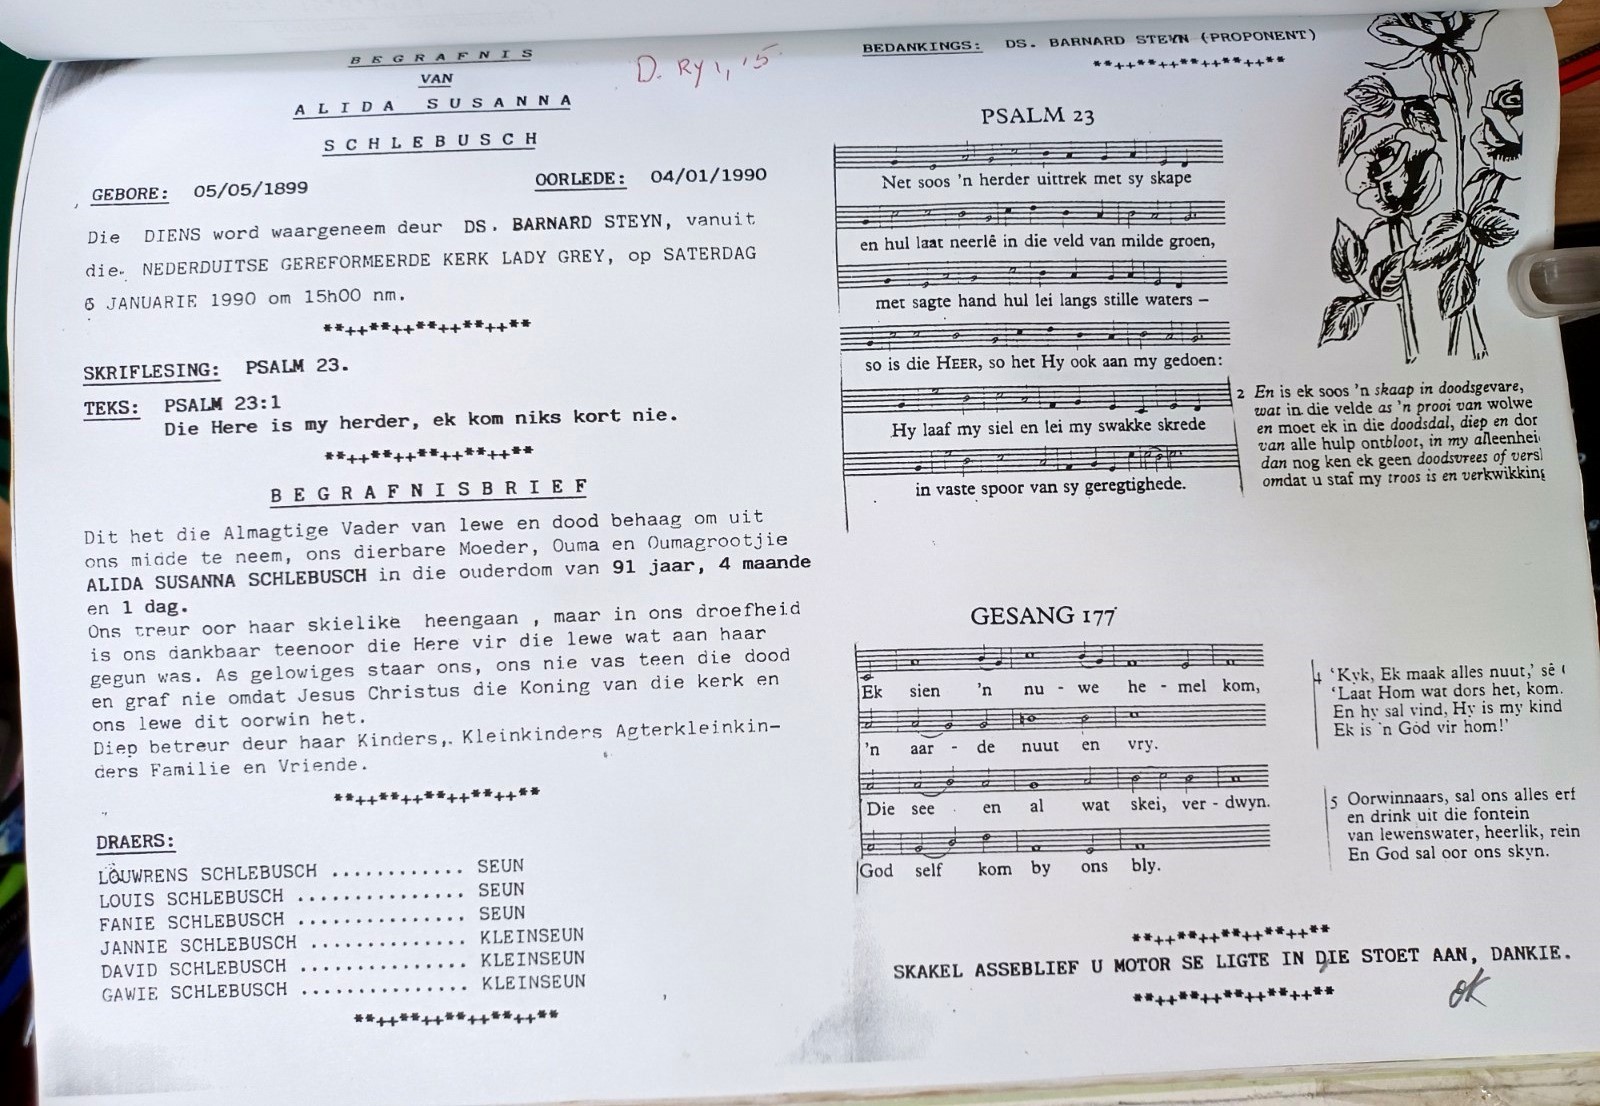 BEGRAFNIS
VAN
ALIDA SUSANNA
SCHLEBUSCH
GEBORE: 05/05/1899 OORLEDE: 04/01/1990
Die DIENS word waargeneem deur DS. BARNARD STEYN, vanuit
die NEDERDUITSE GEREFORMEERDE KERK LADY GREY, op SATERDAG
6 JANUARIE 1990 om 15h00 nm.
**++**++**++**++**
SKRIFLESING: PSALM 23.
TEKS: PSALM 23:1
Die Here is my herder, ek kom niks kort nie.
**++**++**++**++**
BEGRAFNISBRIEF
Dit het die Almagtige Vader van lewe en dood behaag om uit
ons midde te neem, ons dierbare Moeder, Ouma en Oumagrootjie
ALIDA SUSANNA SCHLEBUSCH in die ouderdom van 91 jaar, 4 maande
en 1 dag.
Ons treur oor haar skielike heengaan , maar in ons droefheid
is ons dankbaar teenoor die Here vir die lewe wat aan haar
gegun was. As gelowiges staar ons, ons nie vas teen die dood
en graf nie omdat Jesus Christus die Koning van die kerk en
ons lewe dit oorwin het.
Diep betreur deur haar Kinders, Kleinkinders Agterkleinkin-
ders Familie en Vriende.
**++**++**++**++**
DRAERS:
LOUWRENS SCHLEBUSCH ............ SEUN
LOUIS SCHLEBUSCH ............... SEUN
FANIE SCHLEBUSCH ............... SEUN
JANNIE SCHLEBUSCH .............. KLEINSEUN
DAVID SCHLEBUSCH ............... KLEINSEUN
GAWIE SCHLEBUSCH ............... KLEINSEUN
**++**++**++**++**
BEDANKINGS: DS. BARNARD STEYN (PROPONENT)
**++**++**++**++**
PSALM 23
Net soos 'n herder uittrek met sy skape
en hul laat neerlê in die veld van milde groen,
met sagte hand hul lei langs stille waters –
so is die HEER, so het Hy ook aan my gedoen:
Hy laaf my siel en lei my swakke skrede
in vaste spoor van sy geregtighede.
2 En is ek soos 'n skaap in doodsgevare,
wat in die velde as 'n prooi van wolwe
en moet ek in die doodsdal, diep en dor
van alle hulp ontbloot, in my alleenhei
dan nog ken ek geen doodsvrees of versl
omdat u staf my troos is en verkwikking
GESANG 177
Ek sien 'n nu - we he - mel kom,
'n aar - de nuut en vry.
Die see en al wat skei, ver - dwyn.
God self kom by ons bly.
4 'Kyk, Ek maak alles nuut,' sê
'Laat Hom wat dors het, kom.
En hy sal vind, Hy is my kind
Ek is 'n God vir hom!'
5 Oorwinnaars, sal ons alles erf
en drink uit die fontein
van lewenswater, heerlik, rein
En God sal oor ons skyn.
**++**++**++**++**
SKAKEL ASSEBLIEF U MOTOR SE LIGTE IN DIE STOET AAN, DANKIE.
**++**++**++**++**
OK